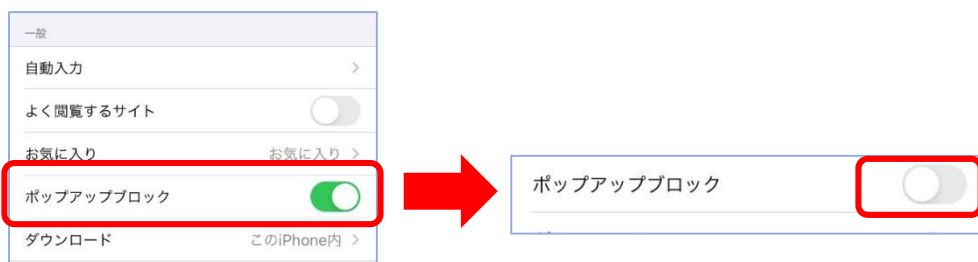 一般
自動入力
よく閲覧するサイト
お気に入り お気に入り
ポップアップブロック
ダウンロード このiPhone内
ポップアップブロック